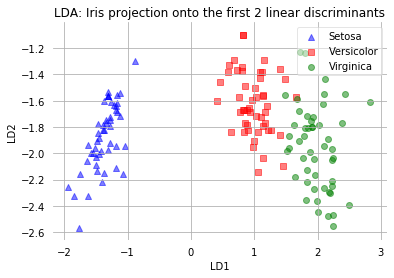 LDA: Iris projection onto the first 2 linear discriminants
Setosa
Versicolor
Virginica
−1.2
−1.4
−1.6
−1.8
−2.0
−2.2
−2.4
−2.6
LD2
−2
−1
0
1
2
3
LD1